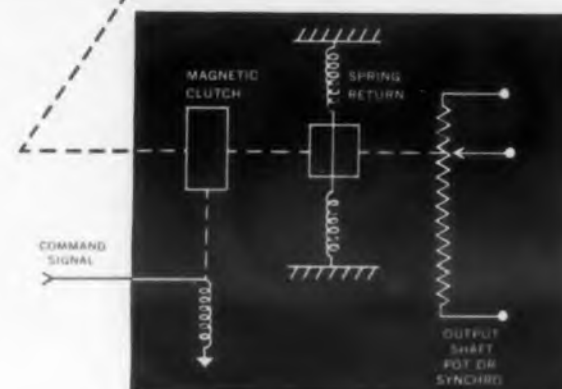 MAGNETIC
CLUTCH
SPRING
RETURN
COMMAND
SIGNAL
OUTPUT
SHAFT
POT OR
SYNCHRO